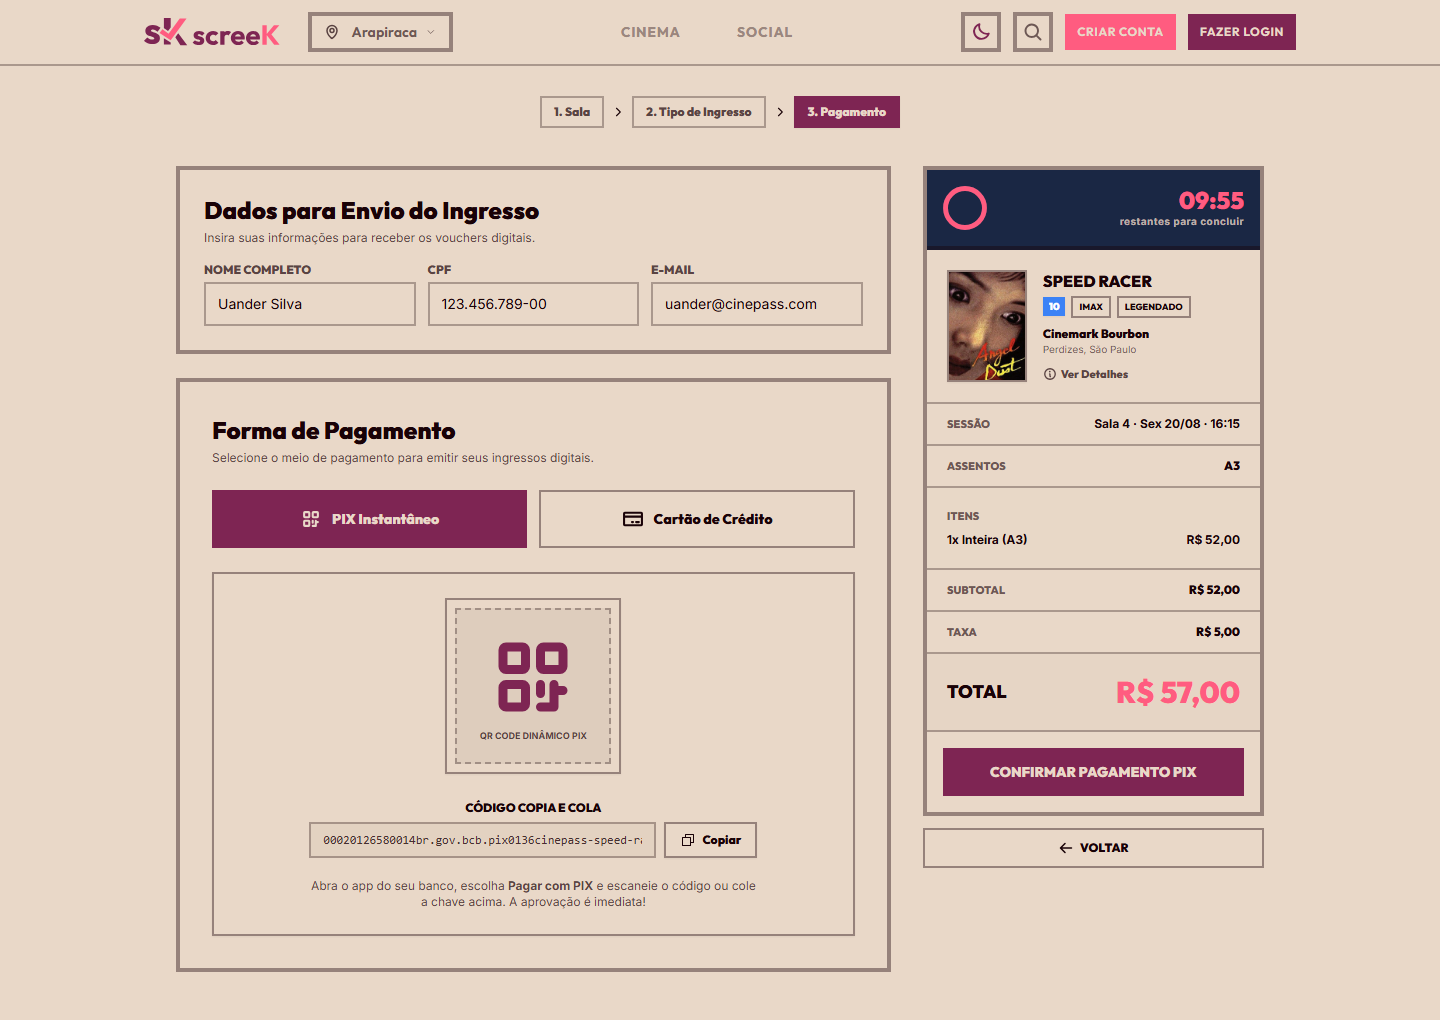 sK screeK
Arapiraca
CINEMA
SOCIAL
CRIAR CONTA
FAZER LOGIN
1. Sala
2. Tipo de Ingresso
3. Pagamento
Dados para Envio do Ingresso
Insira suas informações para receber os vouchers digitais.
NOME COMPLETO
CPF
E-MAIL
Uander Silva
123.456.789-00
uander@cinepass.com
Forma de Pagamento
Selecione o meio de pagamento para emitir seus ingressos digitais.
PIX Instantâneo
Cartão de Crédito
QR CODE DINÂMICO PIX
CÓDIGO COPIA E COLA
00020126580014br.gov.bcb.pix0136cinepass-speed-ra
Copiar
Abra o app do seu banco, escolha Pagar com PIX e escaneie o código ou cole
a chave acima. A aprovação é imediata!
09:55
restantes para concluir
Angel
Dust
SPEED RACER
10
IMAX
LEGENDADO
Cinemark Bourbon
Perdizes, São Paulo
Ver Detalhes
SESSÃO
Sala 4 · Sex 20/08 · 16:15
ASSENTOS
A3
ITENS
1x Inteira (A3)
R$ 52,00
SUBTOTAL
R$ 52,00
TAXA
R$ 5,00
TOTAL
R$ 57,00
CONFIRMAR PAGAMENTO PIX
VOLTAR